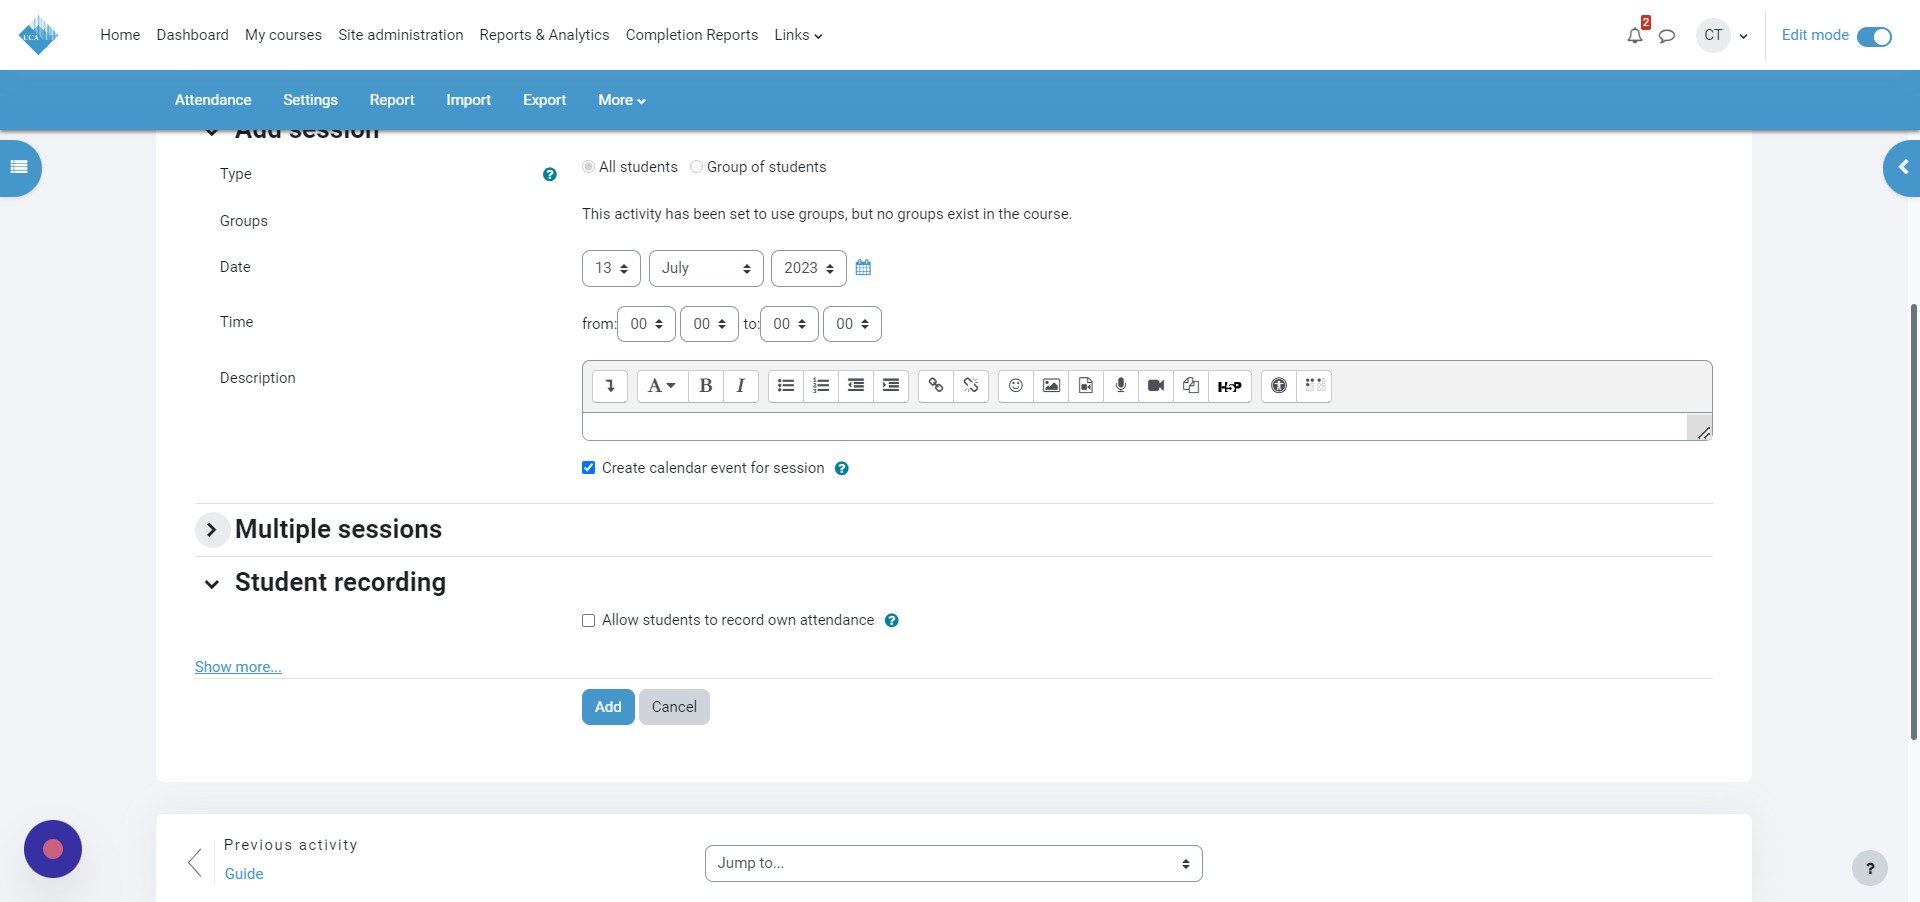 UCA
Home Dashboard My courses Site administration Reports & Analytics Completion Reports Links
2
CT
Edit mode
Attendance Settings Report Import Export More
Add session
Type
? All students Group of students
Groups
This activity has been set to use groups, but no groups exist in the course.
Date
13 July 2023
Time
from: 00 00 to: 00 00
Description
A B I H5P
Create calendar event for session ?
Multiple sessions
Student recording
Allow students to record own attendance ?
Show more...
Add Cancel
Previous activity
Guide
Jump to...
?